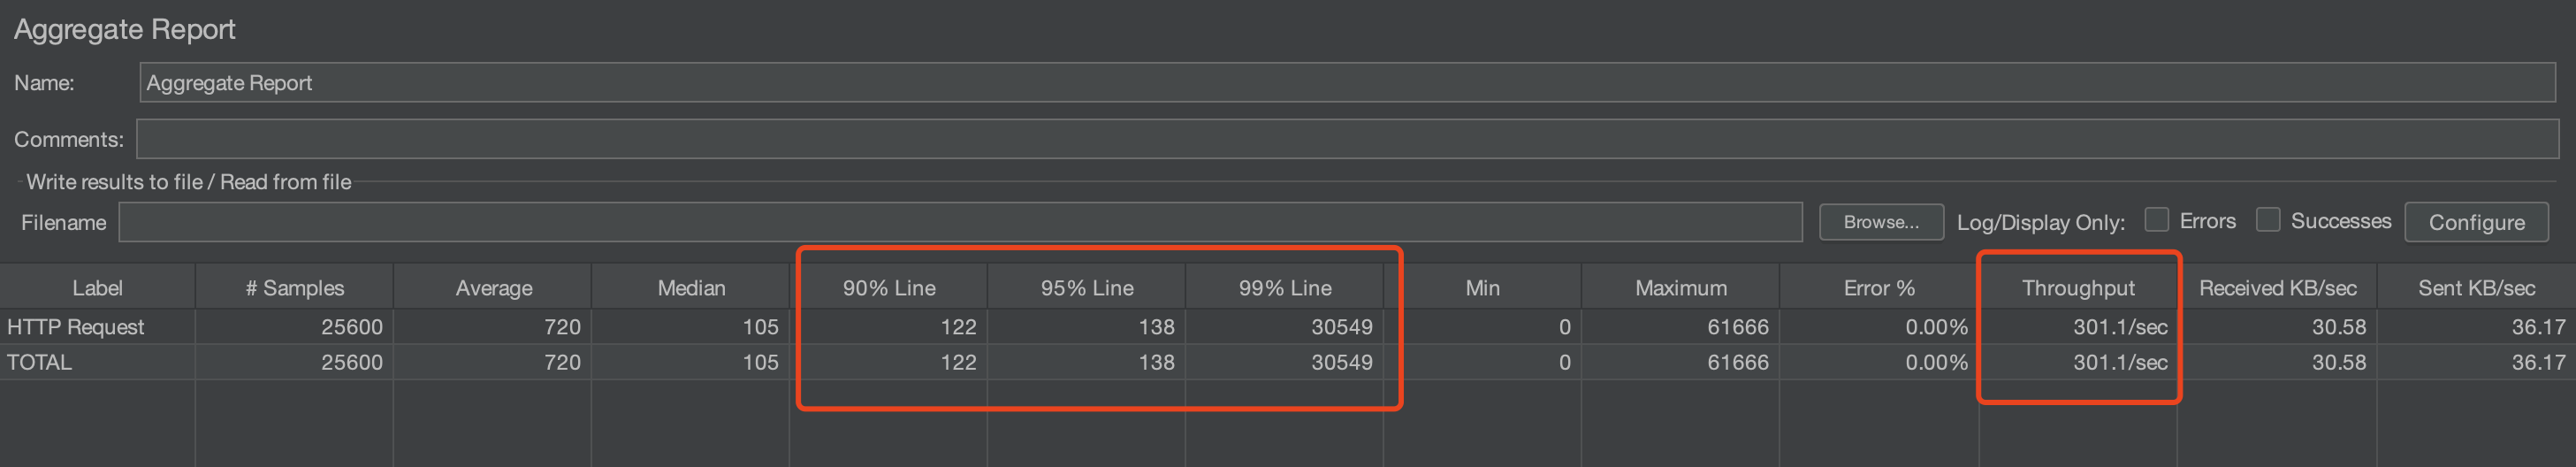 Aggregate Report
Name: Aggregate Report
Comments:
Write results to file / Read from file
Filename Browse... Log/Display Only: Errors Successes Configure
Label # Samples Average Median 90% Line 95% Line 99% Line Min Maximum Error % Throughput Received KB/sec Sent KB/sec
HTTP Request 25600 720 105 122 138 30549 0 61666 0.00% 301.1/sec 30.58 36.17
TOTAL 25600 720 105 122 138 30549 0 61666 0.00% 301.1/sec 30.58 36.17